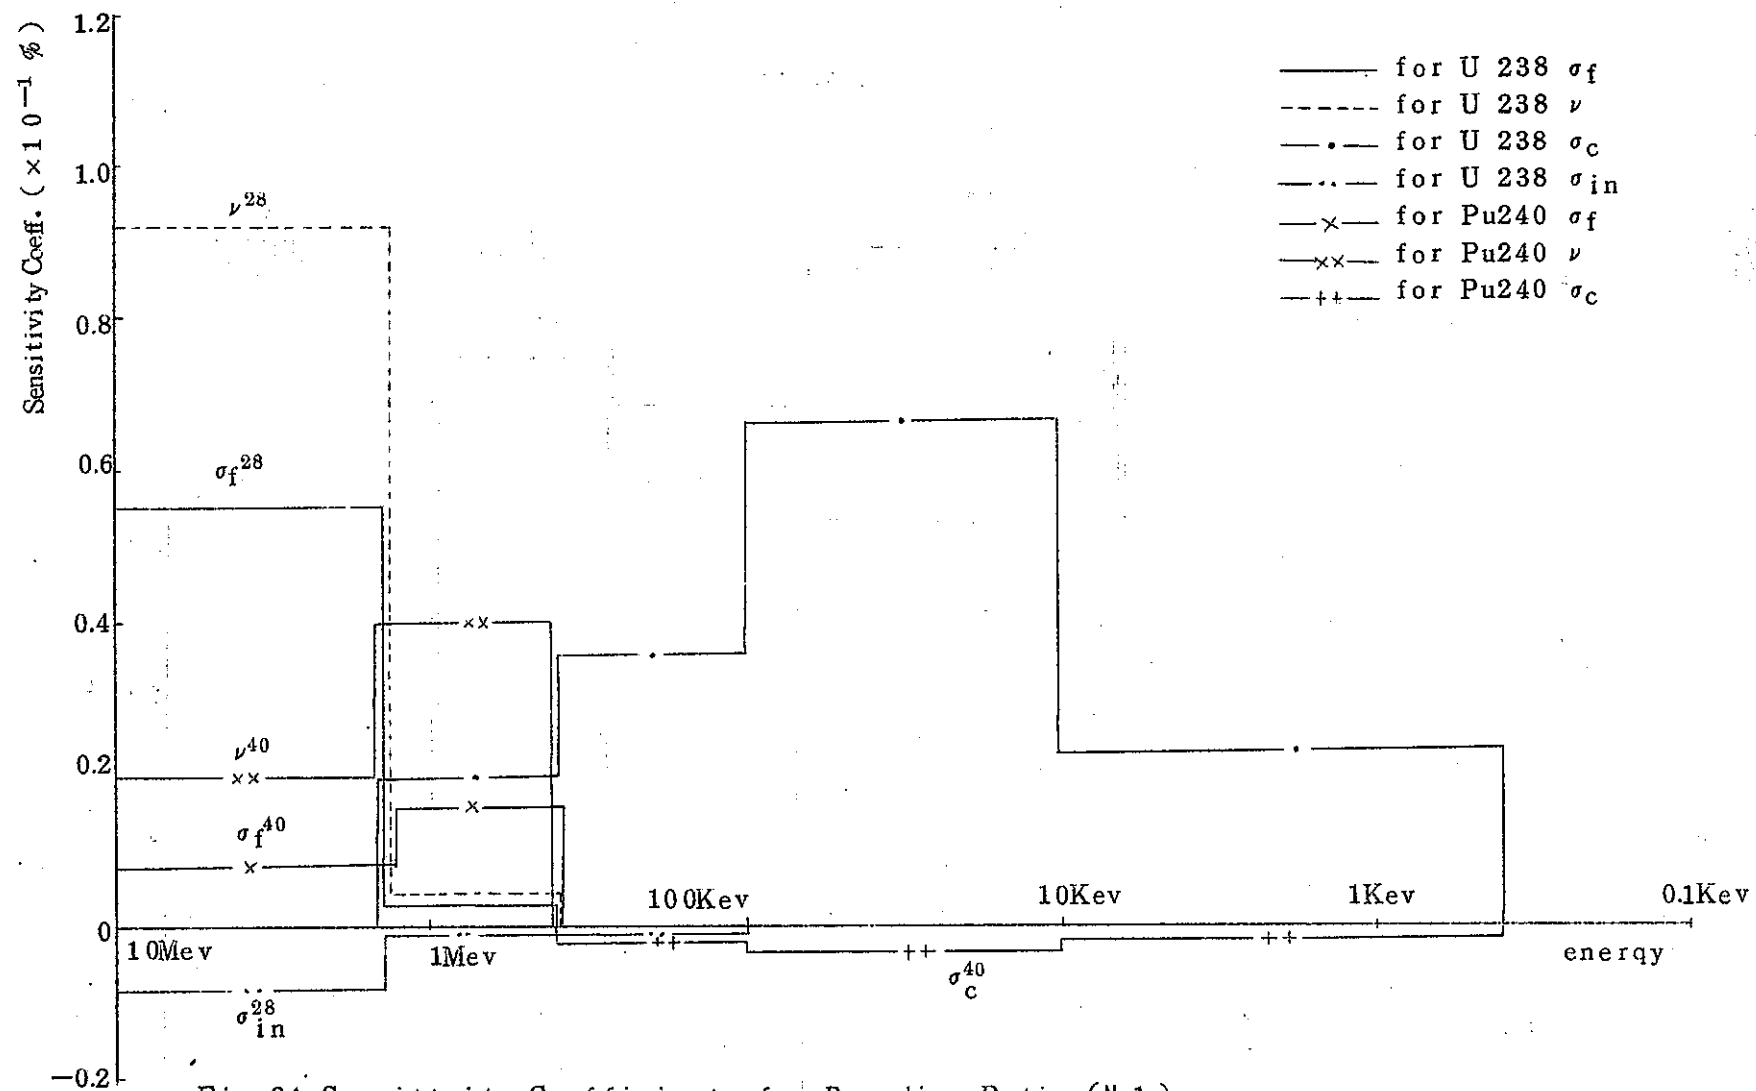 Sensitivity Coeff. (×10⁻¹ %)
1.2
1.0
0.8
0.6
0.4
0.2
0
−0.2
for U 238 σf
for U 238 ν
for U 238 σc
for U 238 σin
for Pu240 σf
for Pu240 ν
for Pu240 σc
ν²⁸
σf²⁸
ν⁴⁰
σf⁴⁰
10Mev
1Mev
100Kev
10Kev
1Kev
0.1Kev
energy
σin²⁸
σc⁴⁰